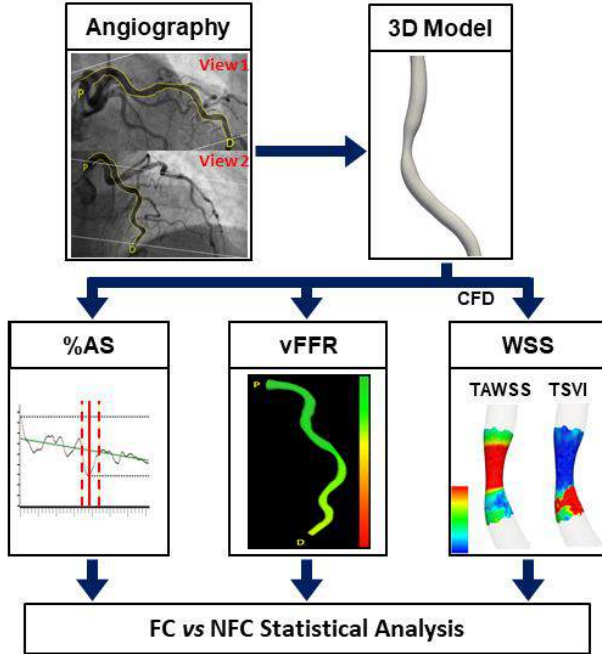 Angiography
3D Model
View 1
P
D
View 2
P
D
CFD
%AS
vFFR
WSS
P
D
TAWSS TSVI
FC vs NFC Statistical Analysis